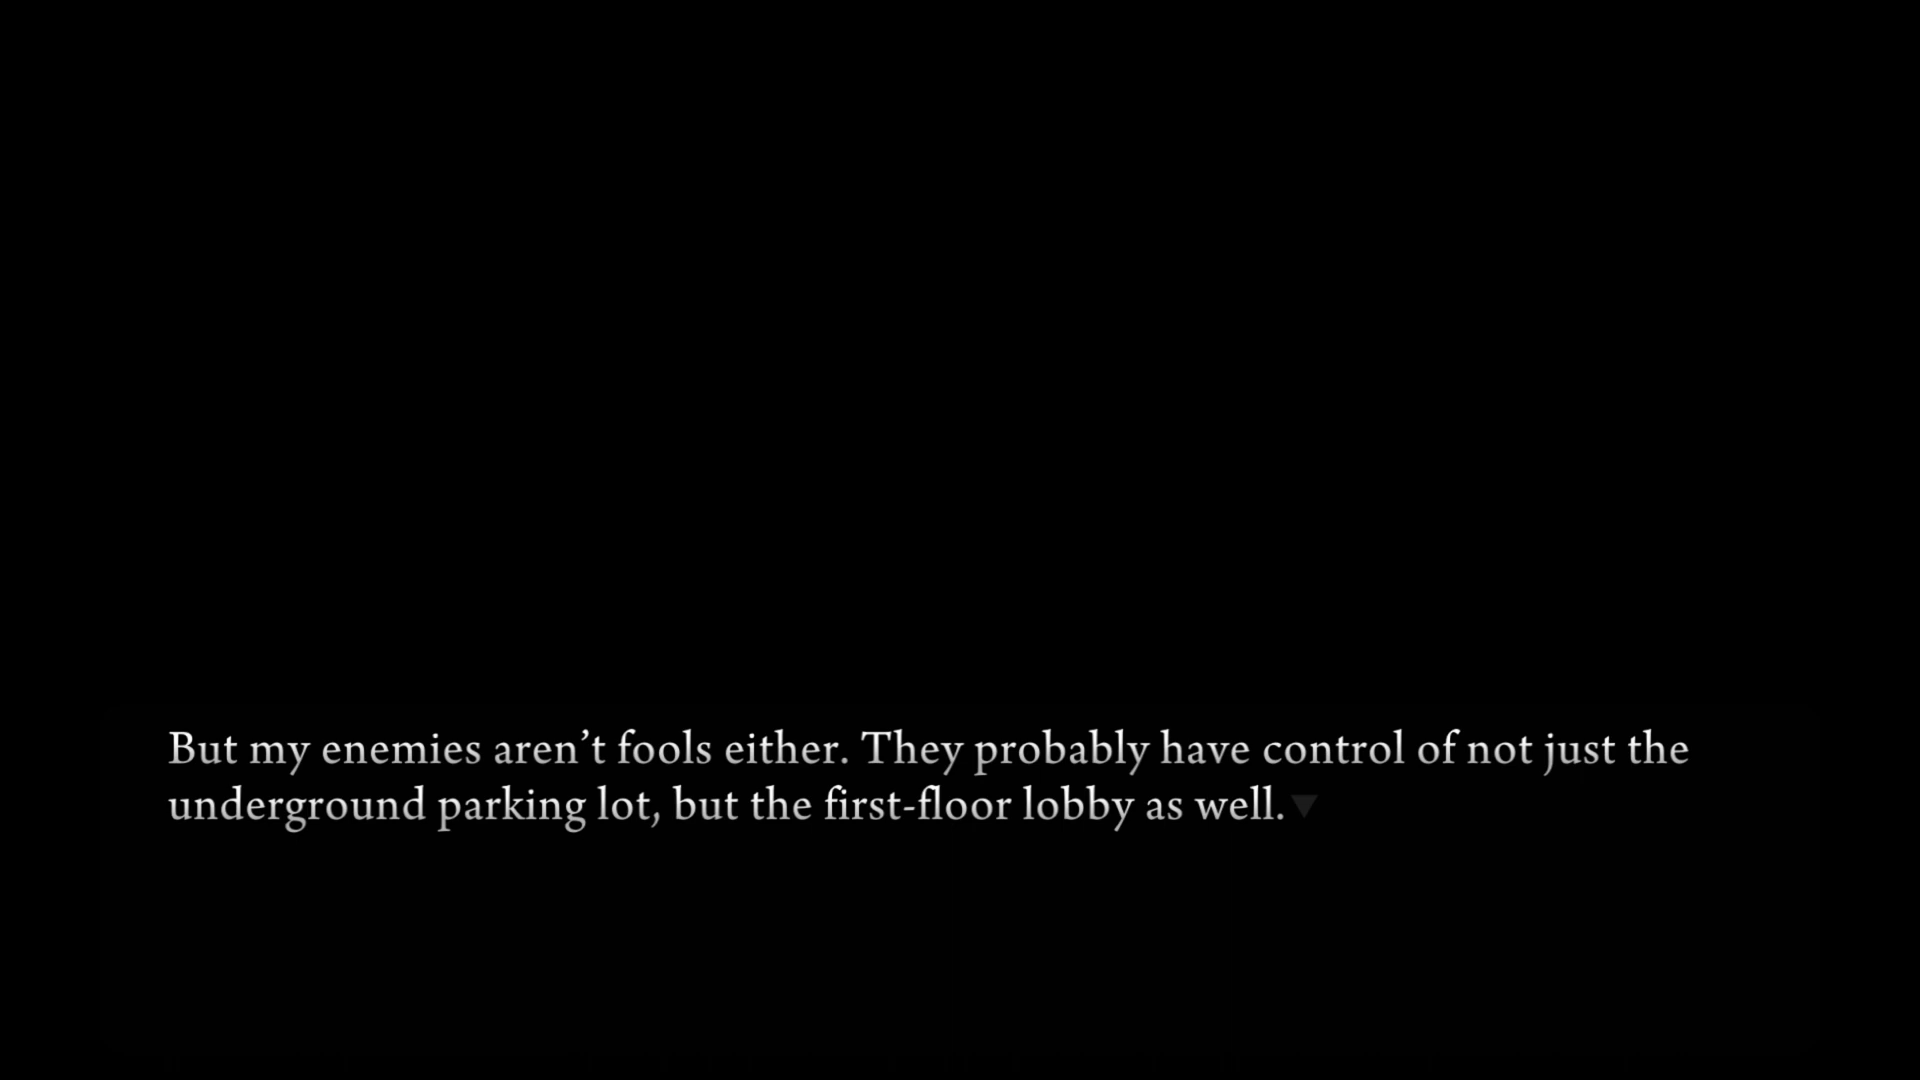 But my enemies aren’t fools either. They probably have control of not just the
underground parking lot, but the first-floor lobby as well.